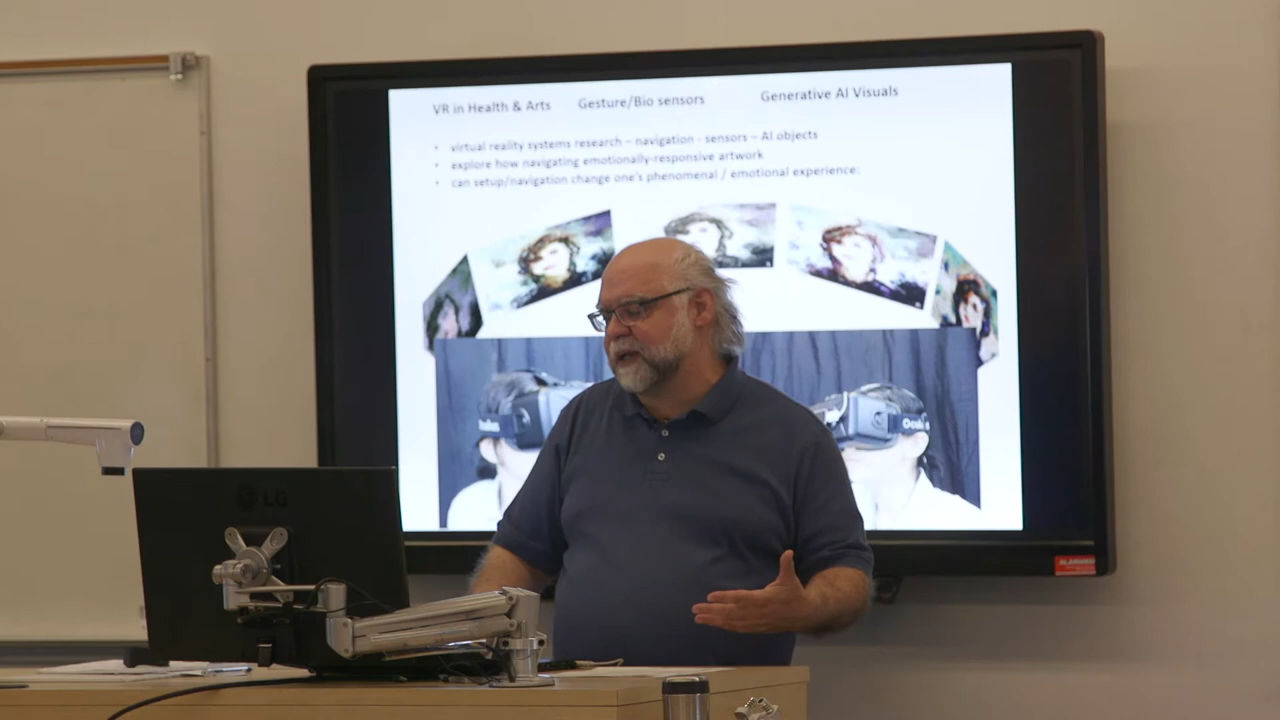 VR in Health & Arts Gesture/Bio sensors Generative AI Visuals
• virtual reality systems research – navigation - sensors – AI objects
• explore how navigating emotionally-responsive artwork
• can setup/navigation change one's phenomenal / emotional experience:
Oculus
LG